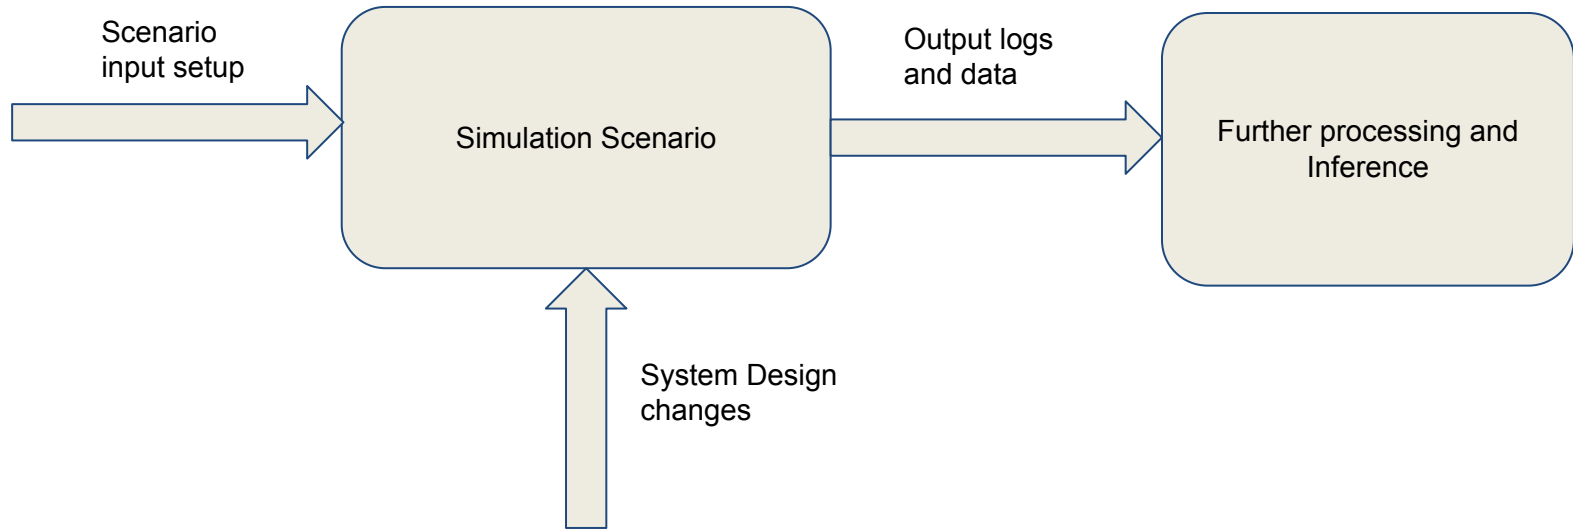 Scenario
input setup
Simulation Scenario
Output logs
and data
Further processing and
Inference
System Design
changes